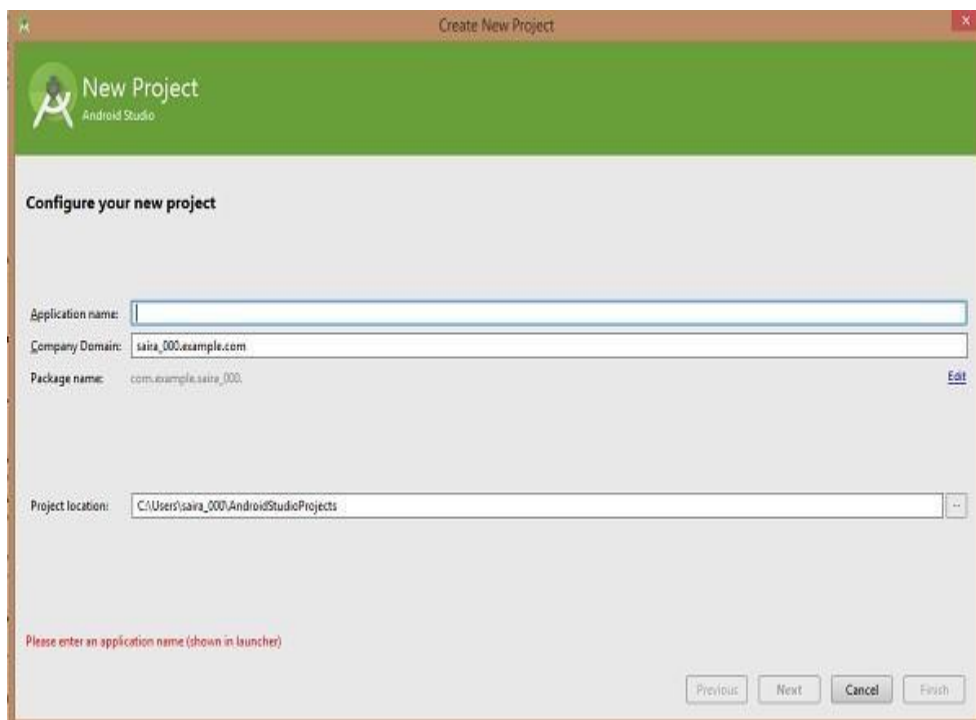 Create New Project
New Project
Android Studio
Configure your new project
Application name:
Company Domain: saira_000.example.com
Package name: com.example.saira_000. Edit
Project location: C:\Users\saira_000\AndroidStudioProjects ...
Please enter an application name (shown in launcher)
Previous Next Cancel Finish